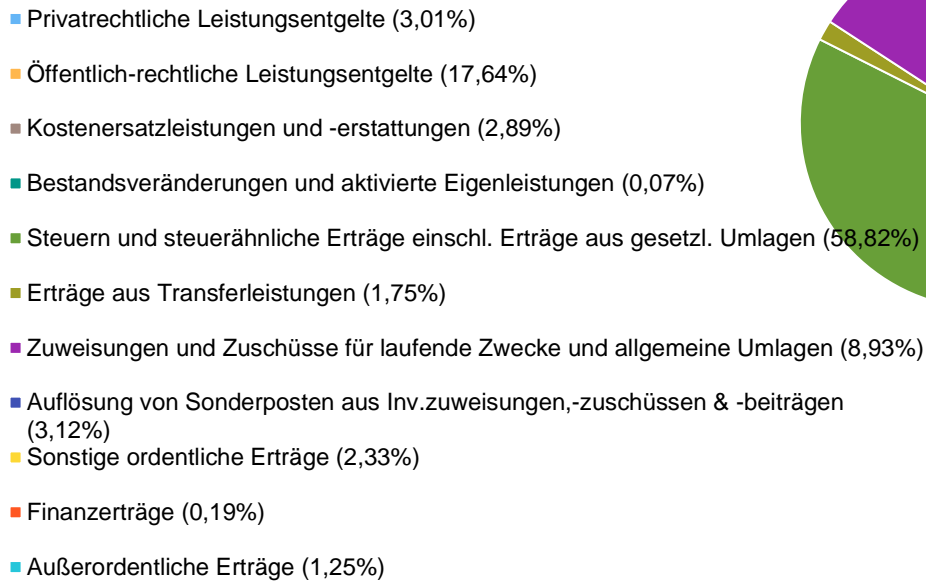 Privatrechtliche Leistungsentgelte (3,01%)
Öffentlich-rechtliche Leistungsentgelte (17,64%)
Kostenersatzleistungen und -erstattungen (2,89%)
Bestandsveränderungen und aktivierte Eigenleistungen (0,07%)
Steuern und steuerähnliche Erträge einschl. Erträge aus gesetzl. Umlagen (58,82%)
Erträge aus Transferleistungen (1,75%)
Zuweisungen und Zuschüsse für laufende Zwecke und allgemeine Umlagen (8,93%)
Auflösung von Sonderposten aus Inv.zuweisungen,-zuschüssen & -beiträgen
(3,12%)
Sonstige ordentliche Erträge (2,33%)
Finanzerträge (0,19%)
Außerordentliche Erträge (1,25%)